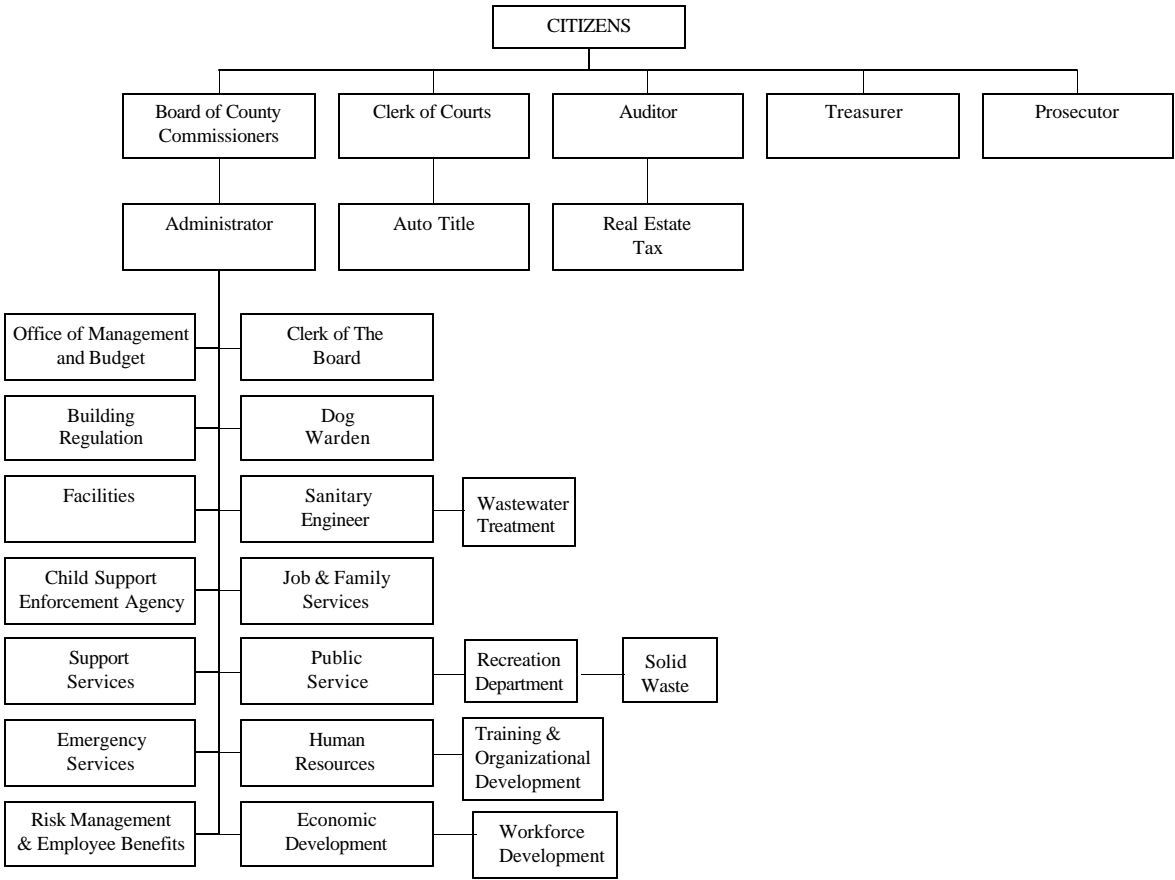 CITIZENS
Board of County
Commissioners
Clerk of Courts
Auditor
Treasurer
Prosecutor
Administrator
Auto Title
Real Estate
Tax
Office of Management
and Budget
Clerk of The
Board
Building
Regulation
Dog
Warden
Facilities
Sanitary
Engineer
Wastewater
Treatment
Child Support
Enforcement Agency
Job & Family
Services
Support
Services
Public
Service
Recreation
Department
Solid
Waste
Emergency
Services
Human
Resources
Training &
Organizational
Development
Risk Management
& Employee Benefits
Economic
Development
Workforce
Development